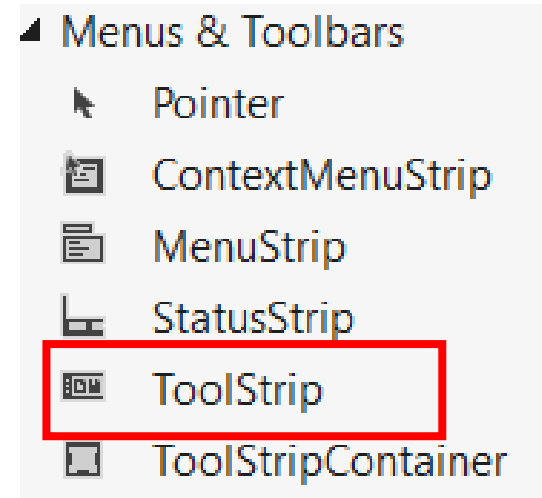 Menus & Toolbars
Pointer
ContextMenuStrip
MenuStrip
StatusStrip
ToolStrip
ToolStripContainer